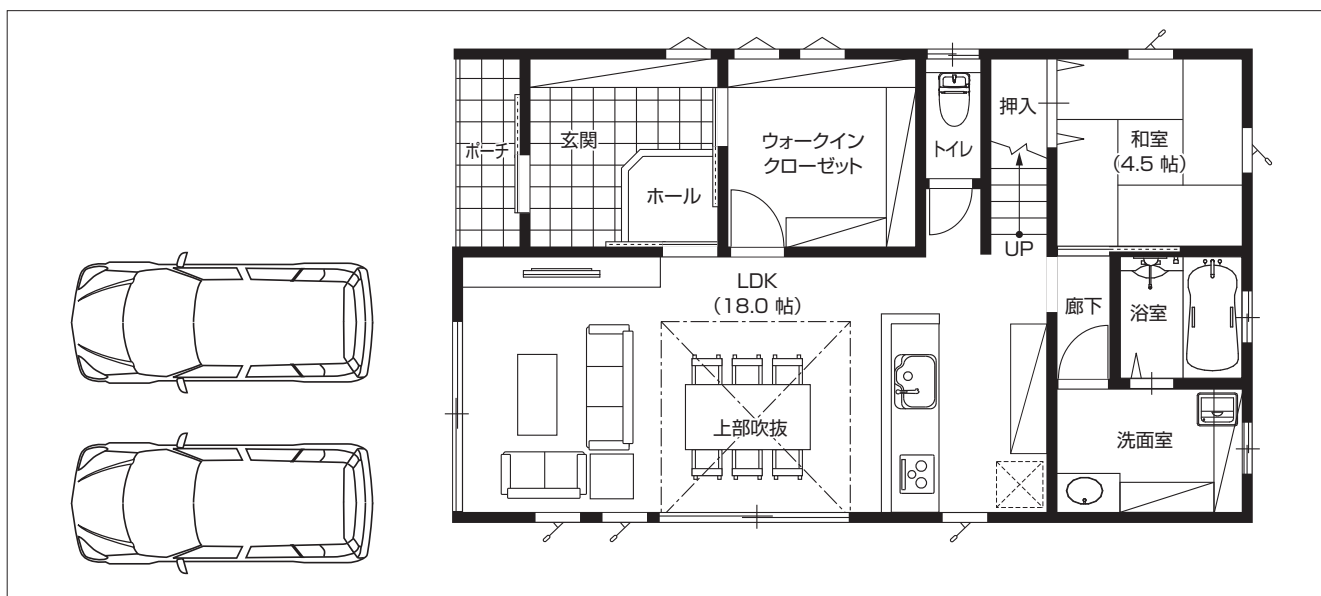 ポーチ
玄関
ホール
ウォークイン
クローゼット
トイレ
押入
UP
和室
(4.5 帖)
LDK
(18.0 帖)
上部吹抜
廊下
浴室
洗面室